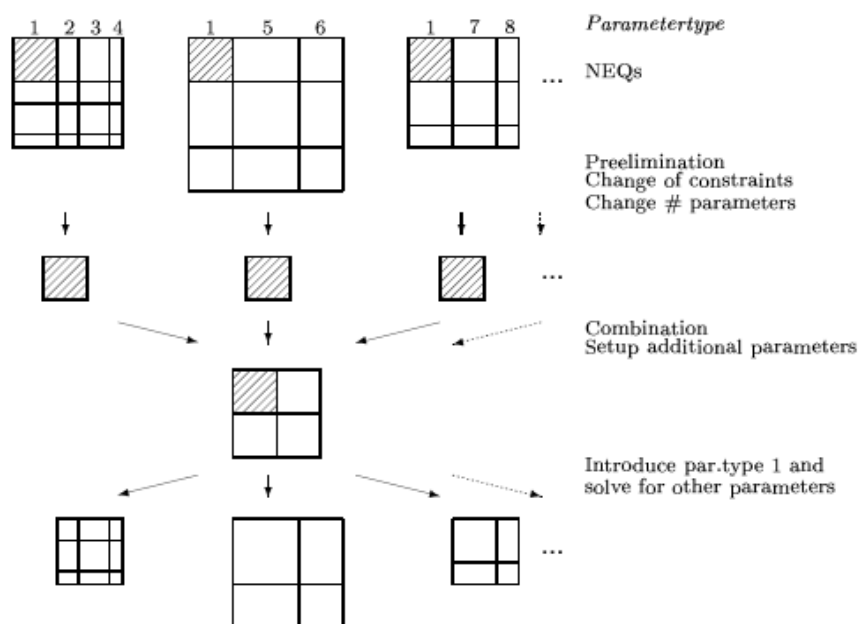 1 2 3 4 1 5 6 1 7 8 Parametertype
... NEQs
Preelimination
Change of constraints
Change # parameters
...
Combination
Setup additional parameters
Introduce par.type 1 and
solve for other parameters
...